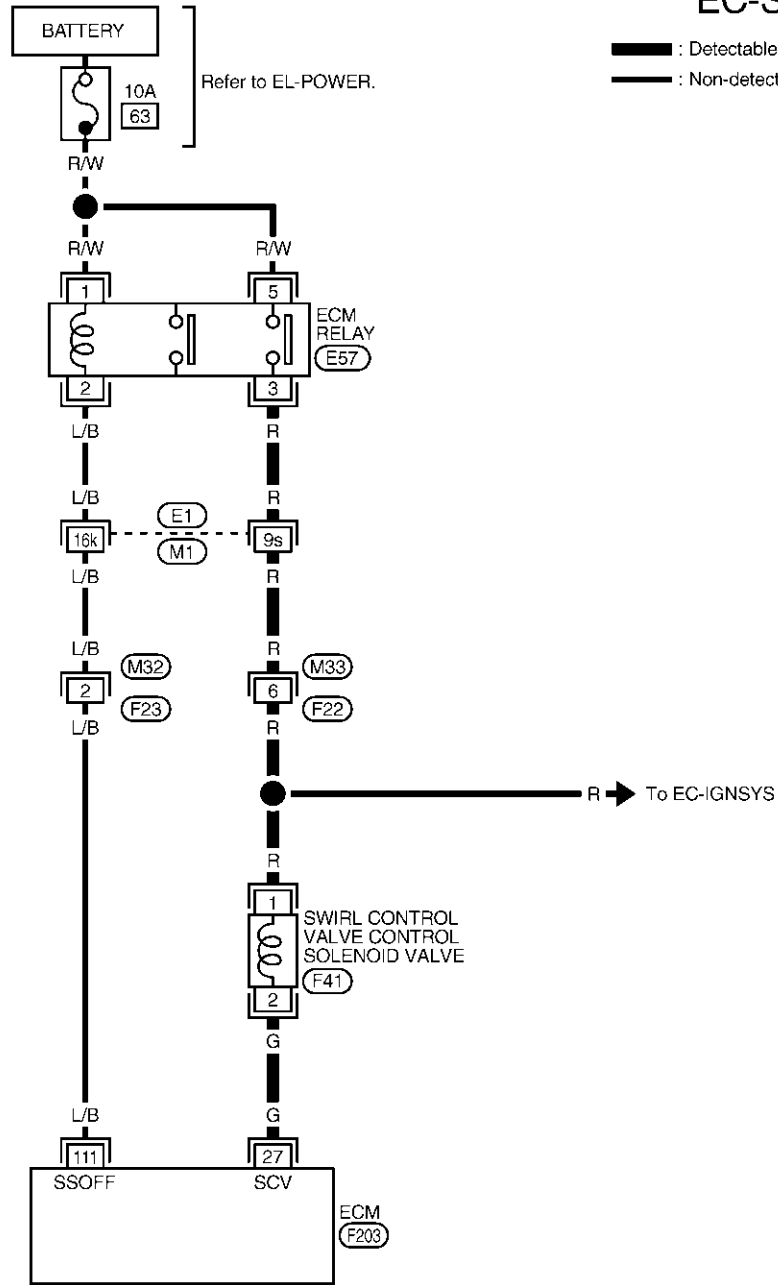 EC-S
BATTERY
: Detectable
: Non-detect
10A
63
Refer to EL-POWER.
R/W
R/W
R/W
1
5
ECM
RELAY
E57
2
3
L/B
R
L/B
R
E1
16k
9s
M1
L/B
R
L/B
R
M32
M33
2
6
F23
F22
L/B
R
R
To EC-IGNSYS
R
1
SWIRL CONTROL
VALVE CONTROL
SOLENOID VALVE
F41
2
G
L/B
G
111
27
SSOFF
SCV
ECM
F203